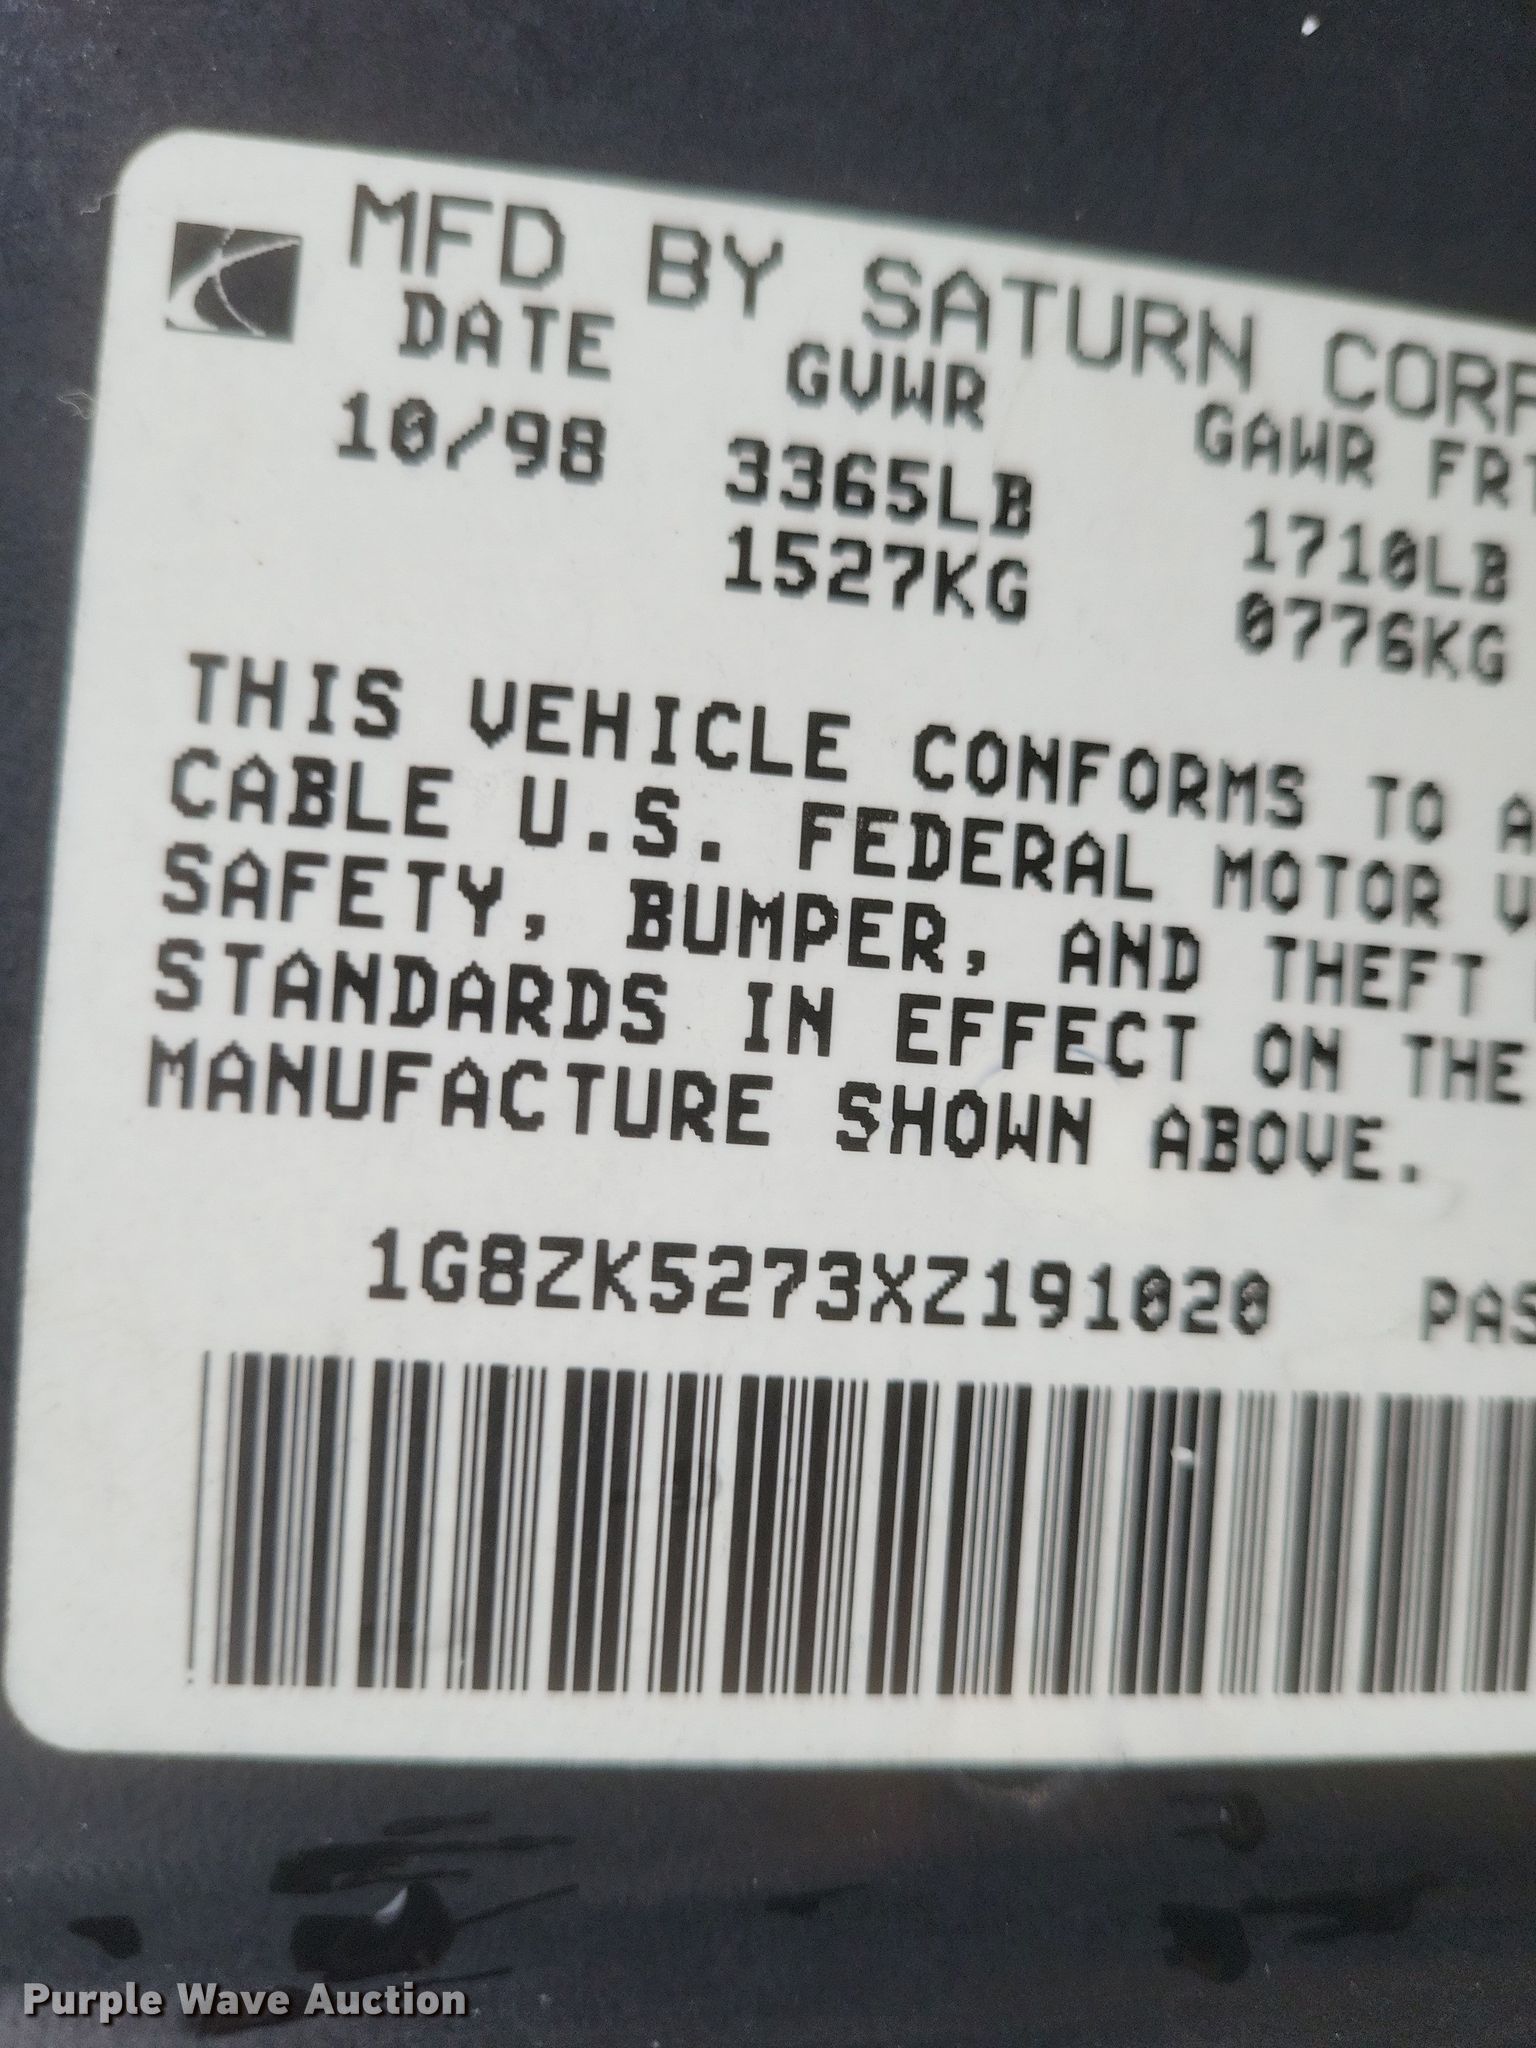 MFD BY SATURN CORP
DATE GVWR GAWR FRT
10/98 3365LB 1710LB
1527KG 0776KG
THIS VEHICLE CONFORMS TO A
CABLE U.S. FEDERAL MOTOR V
SAFETY, BUMPER, AND THEFT
STANDARDS IN EFFECT ON THE
MANUFACTURE SHOWN ABOVE.
1G8ZK5273XZ191020 PAS
Purple Wave Auction